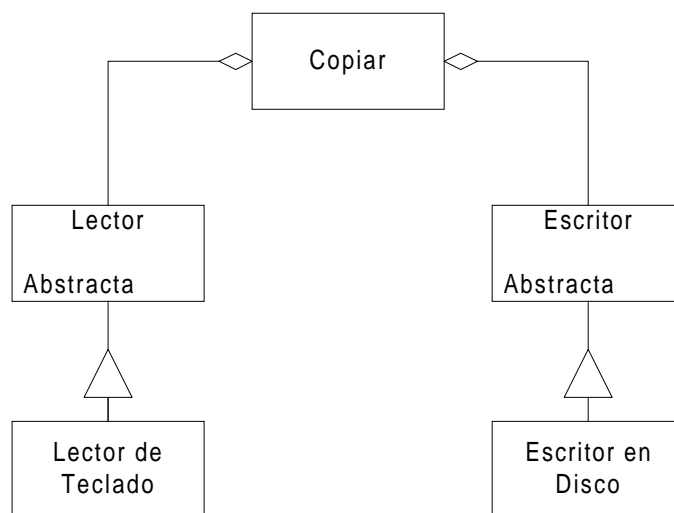 Copiar
Lector
Abstracta
Escritor
Abstracta
Lector de
Teclado
Escritor en
Disco